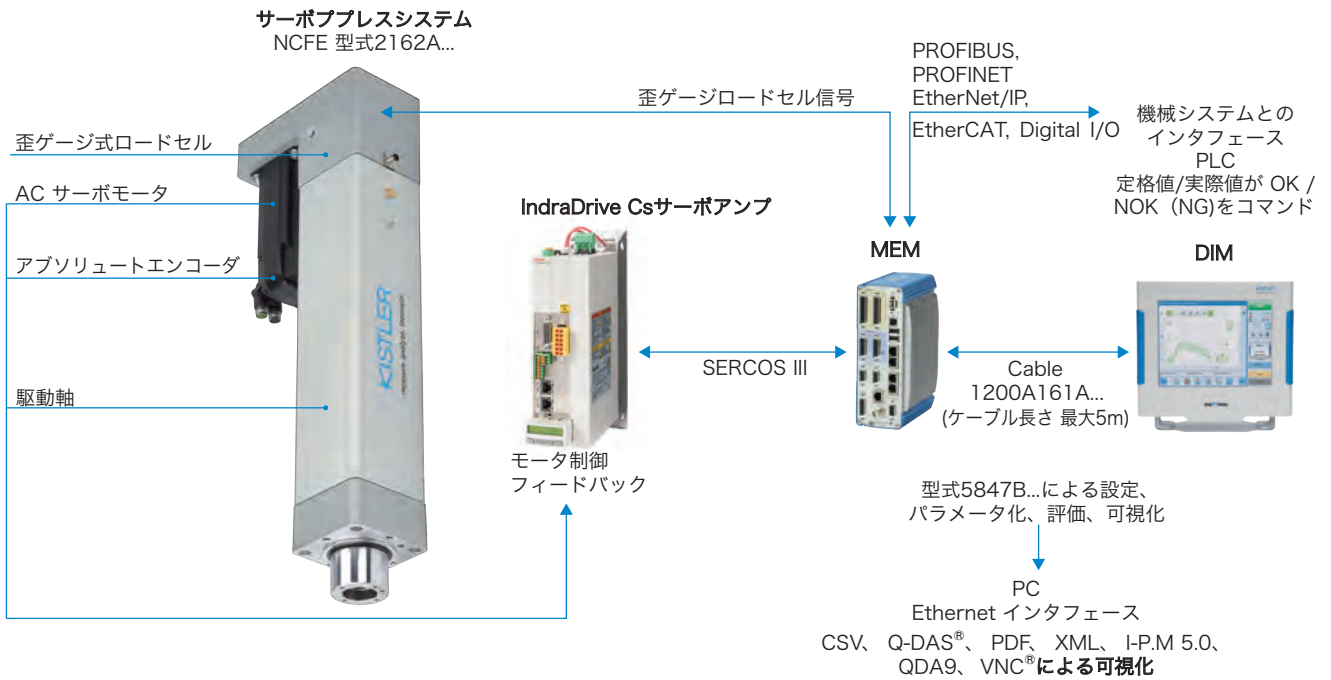 サーボププレスシステム
NCFE 型式2162A...
歪ゲージ式ロードセル
AC サーボモータ
アブソリュートエンコーダ
駆動軸
KISTLER
measure. analyze. innovate.
歪ゲージロードセル信号
PROFIBUS,
PROFINET
EtherNet/IP,
EtherCAT, Digital I/O
機械システムとの
インタフェース
PLC
定格値/実際値が OK /
NOK（NG)をコマンド
IndraDrive Csサーボアンプ
モータ制御
フィードバック
SERCOS III
MEM
Cable
1200A161A...
(ケーブル長さ 最大5m)
DIM
型式5847B...による設定、
パラメータ化、評価、可視化
PC
Ethernet インタフェース
CSV、 Q-DAS®、 PDF、 XML、 I-P.M 5.0、
QDA9、 VNC®による可視化